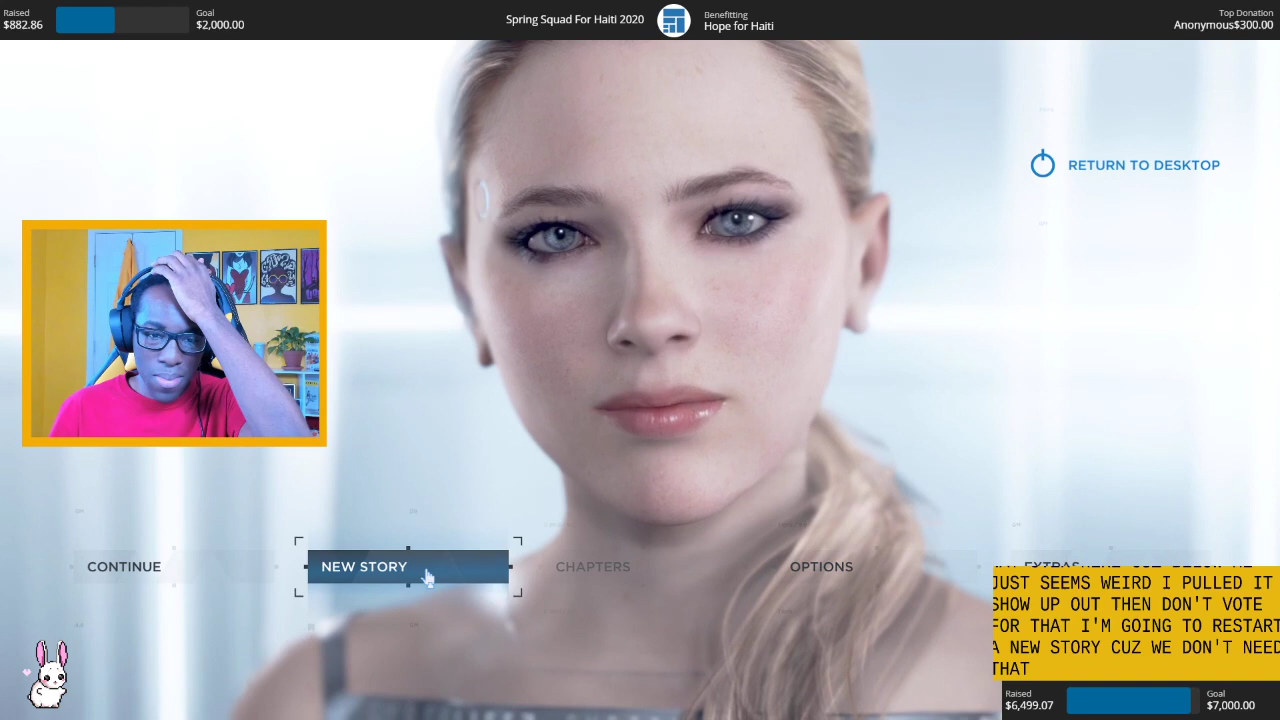 Raised
$882.86
Goal
$2,000.00
Spring Squad For Haiti 2020
Benefitting
Hope for Haiti
Top Donation
Anonymous$300.00
RETURN TO DESKTOP
CONTINUE
NEW STORY
CHAPTERS
OPTIONS
EXTRAS
JUST SEEMS WEIRD I PULLED IT
SHOW UP OUT THEN DON'T VOTE
FOR THAT I'M GOING TO RESTART
A NEW STORY CUZ WE DON'T NEED
THAT
Raised
$6,499.07
Goal
$7,000.00